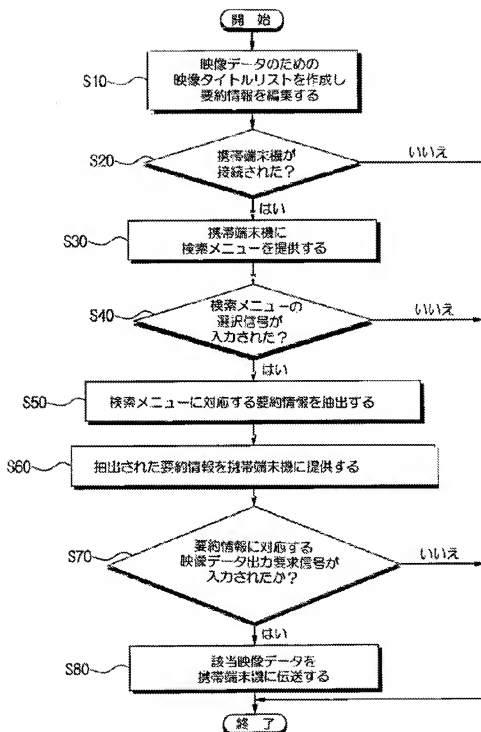 開 始
S10
映像データのための
映像タイトルリストを作成し
要約情報を編集する
S20
携帯端末機が
接続された?
いいえ
はい
S30
携帯端末機に
検索メニューを提供する
S40
検索メニューの
選択信号が
入力された?
いいえ
はい
S50
検索メニューに対応する要約情報を抽出する
S60
抽出された要約情報を携帯端末機に提供する
S70
要約情報に対応する
映像データ出力要求信号が
入力されたか?
いいえ
はい
S80
該当映像データを
携帯端末機に伝送する
終 了